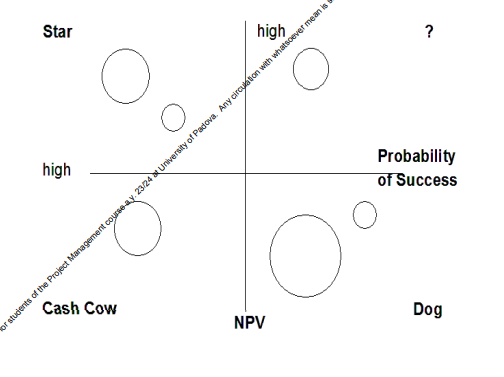 Star
high
?
high
Probability
of Success
Cash Cow
NPV
Dog
or students of the Project Management course a.y. 23/24 at University of Padova. Any circulation with whatsoever mean is s